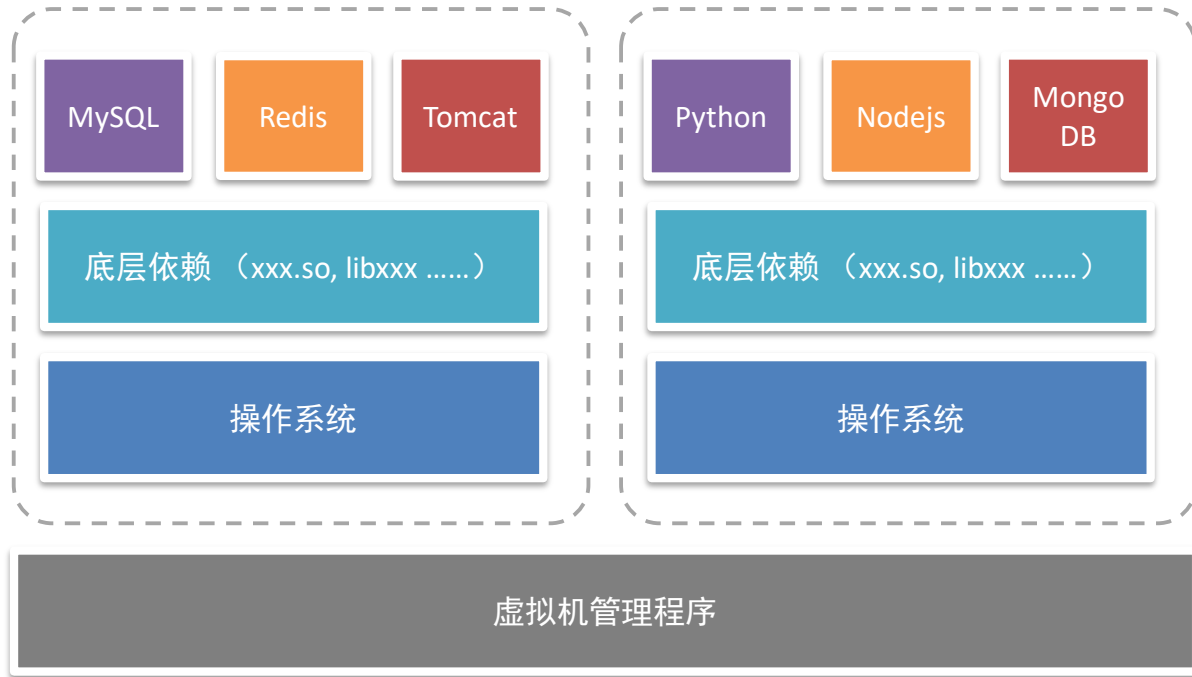 MySQL
Redis
Tomcat
Python
Nodejs
Mongo
DB
底层依赖 （xxx.so, libxxx ……）
底层依赖 （xxx.so, libxxx ……）
操作系统
操作系统
虚拟机管理程序